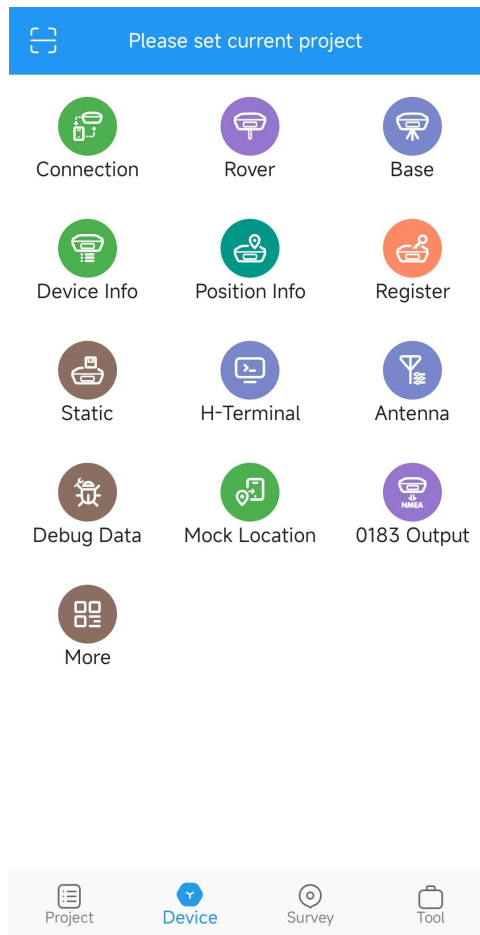 Please set current project
Connection
Rover
Base
Device Info
Position Info
Register
Static
H-Terminal
Antenna
Debug Data
Mock Location
NMEA
0183 Output
More
Project
Device
Survey
Tool